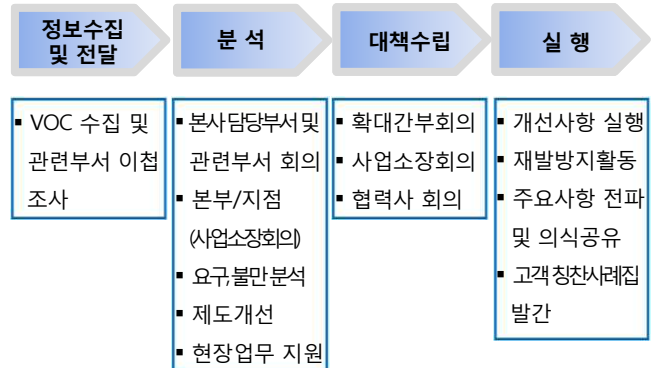 정보수집
및 전달
분 석
대책수립
실 행
▪ VOC 수집 및
관련부서 이첩
조사
▪ 본사담당부서및
관련부서 회의
▪ 본부/지점
(사업소장회의)
▪ 요구,불만분석
▪ 제도개선
▪ 현장업무 지원
▪ 확대간부회의
▪ 사업소장회의
▪ 협력사 회의
▪ 개선사항 실행
▪ 재발방지활동
▪ 주요사항 전파
및 의식공유
▪ 고객칭찬사례집
발간